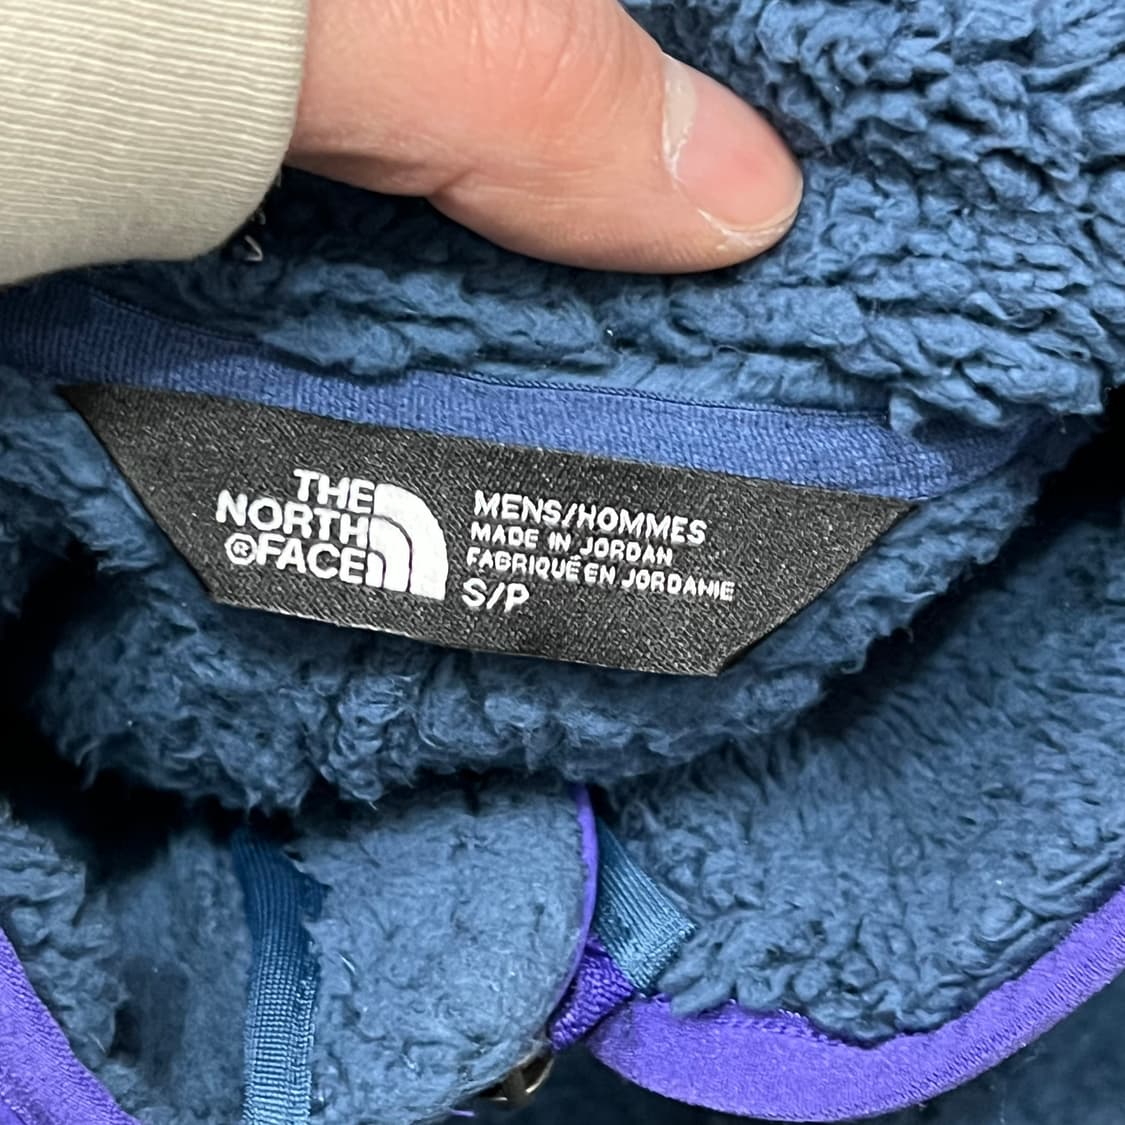 THE
NORTH
®FACE
MENS/HOMMES
MADE IN JORDAN
FABRIQUÉ EN JORDANIE
S/P